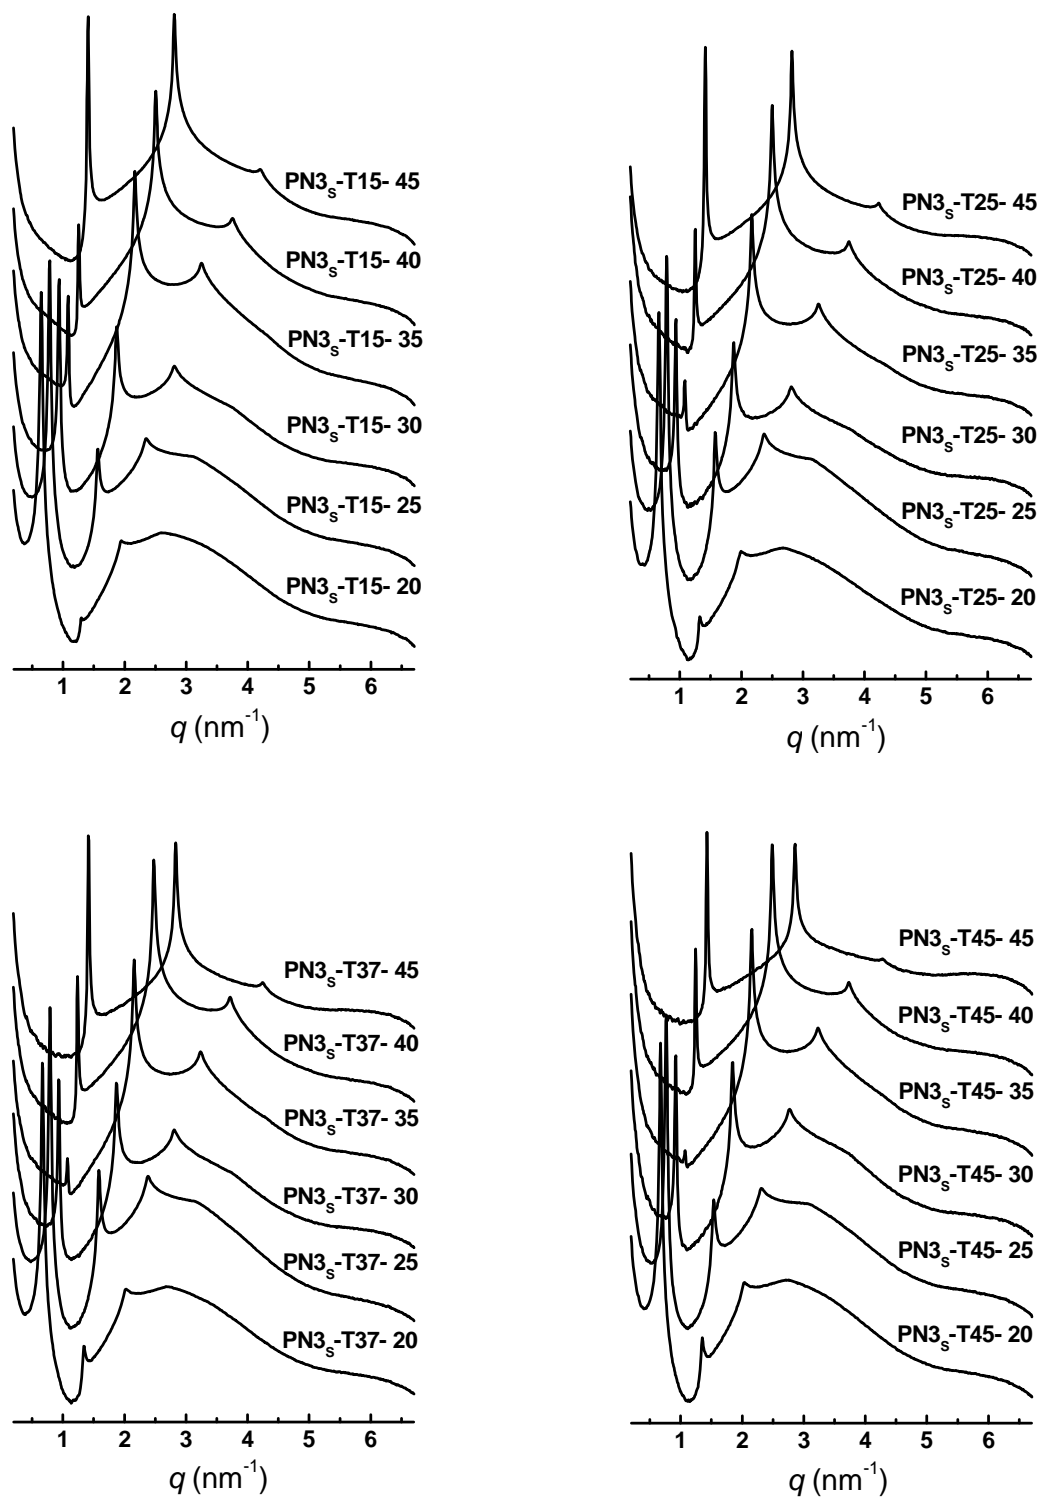 PN3s-T15- 45
PN3s-T15- 40
PN3s-T15- 35
PN3s-T15- 30
PN3s-T15- 25
PN3s-T15- 20
1 2 3 4 5 6
q (nm⁻¹)
PN3s-T25- 45
PN3s-T25- 40
PN3s-T25- 35
PN3s-T25- 30
PN3s-T25- 25
PN3s-T25- 20
1 2 3 4 5 6
q (nm⁻¹)
PN3s-T37- 45
PN3s-T37- 40
PN3s-T37- 35
PN3s-T37- 30
PN3s-T37- 25
PN3s-T37- 20
1 2 3 4 5 6
q (nm⁻¹)
PN3s-T45- 45
PN3s-T45- 40
PN3s-T45- 35
PN3s-T45- 30
PN3s-T45- 25
PN3s-T45- 20
1 2 3 4 5 6
q (nm⁻¹)